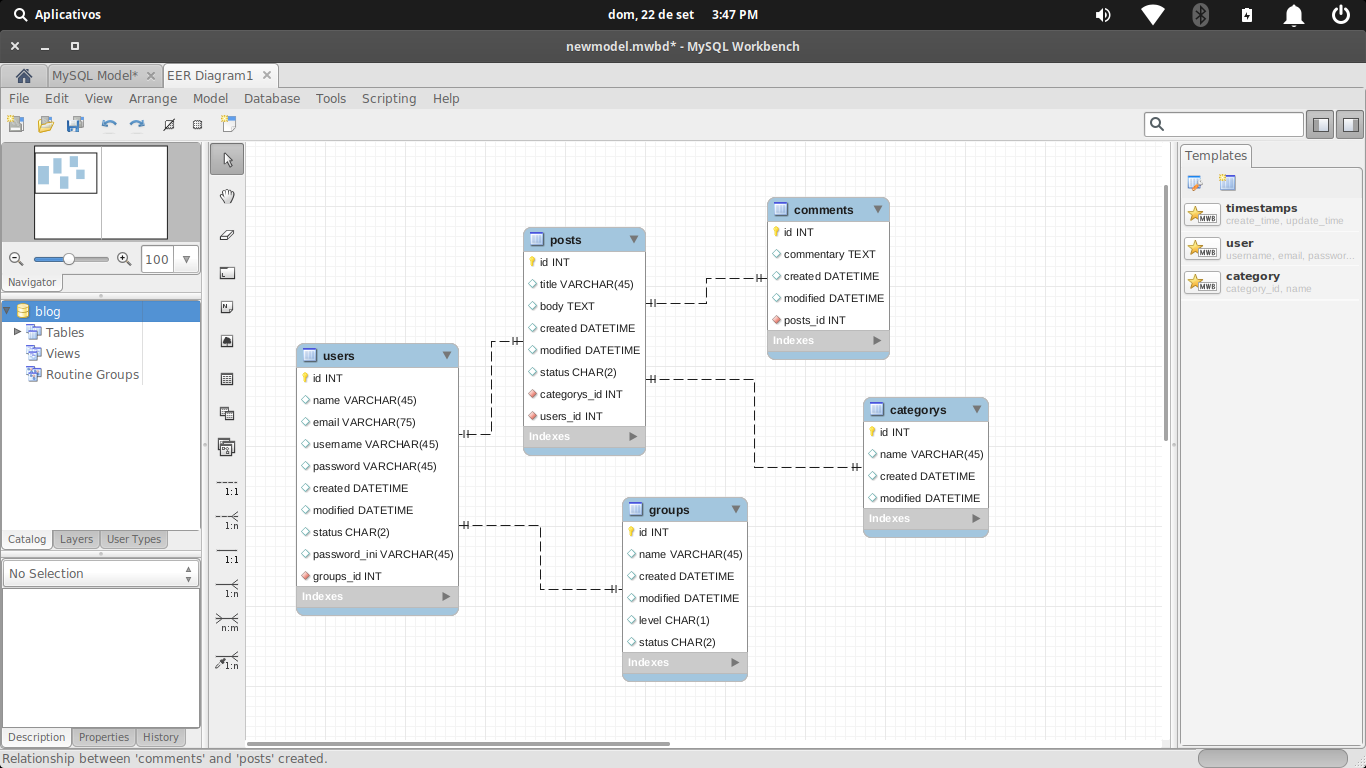 Aplicativos
dom, 22 de set 3:47 PM
newmodel.mwbd* - MySQL Workbench
MySQL Model*
EER Diagram1
File Edit View Arrange Model Database Tools Scripting Help
100
Navigator
blog
Tables
Views
Routine Groups
Catalog Layers User Types
No Selection
Description Properties History
1:1
1:n
1:1
1:n
n:m
1:n
users
id INT
name VARCHAR(45)
email VARCHAR(75)
username VARCHAR(45)
password VARCHAR(45)
created DATETIME
modified DATETIME
status CHAR(2)
password_ini VARCHAR(45)
groups_id INT
Indexes
posts
id INT
title VARCHAR(45)
body TEXT
created DATETIME
modified DATETIME
status CHAR(2)
categorys_id INT
users_id INT
Indexes
comments
id INT
commentary TEXT
created DATETIME
modified DATETIME
posts_id INT
Indexes
categorys
id INT
name VARCHAR(45)
created DATETIME
modified DATETIME
Indexes
groups
id INT
name VARCHAR(45)
created DATETIME
modified DATETIME
level CHAR(1)
status CHAR(2)
Indexes
Templates
MWB
timestamps
create_time, update_time
MWB
user
username, email, passwor...
MWB
category
category_id, name
Relationship between 'comments' and 'posts' created.